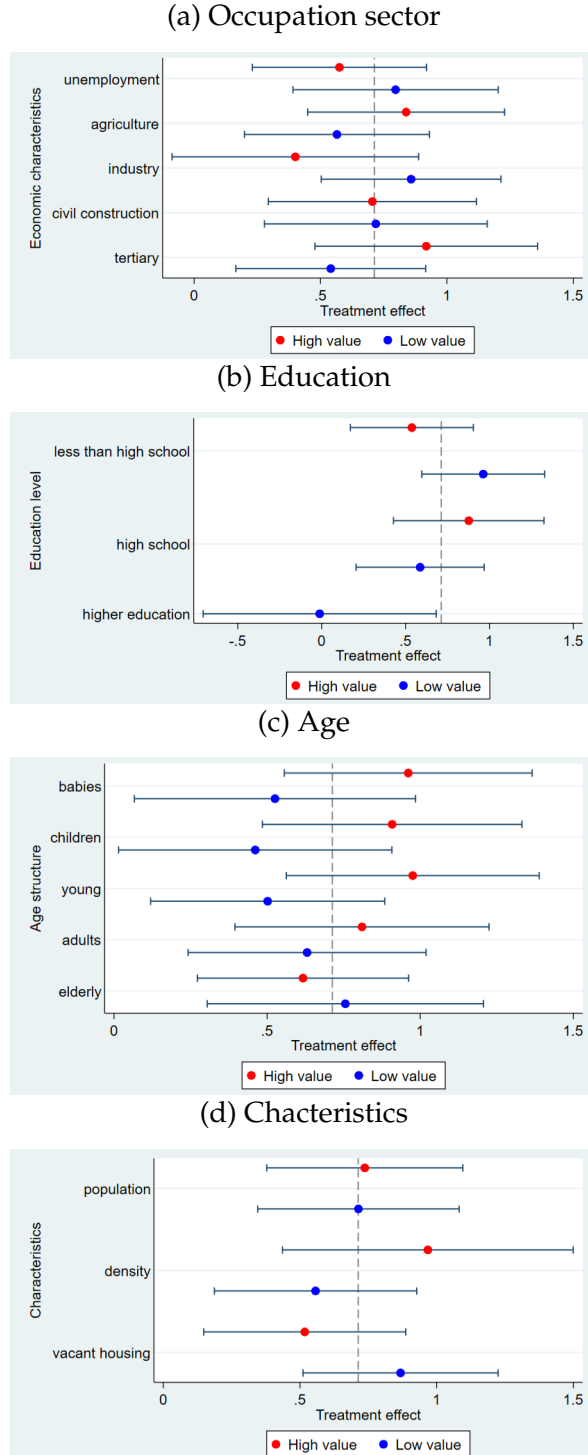 (a) Occupation sector
Economic characteristics
unemployment
agriculture
industry
civil construction
tertiary
0 .5 1 1.5
Treatment effect
High value Low value
(b) Education
Education level
less than high school
high school
higher education
-.5 0 .5 1 1.5
Treatment effect
High value Low value
(c) Age
Age structure
babies
children
young
adults
elderly
0 .5 1 1.5
Treatment effect
High value Low value
(d) Chacteristics
Characteristics
population
density
vacant housing
0 .5 1 1.5
Treatment effect
High value Low value